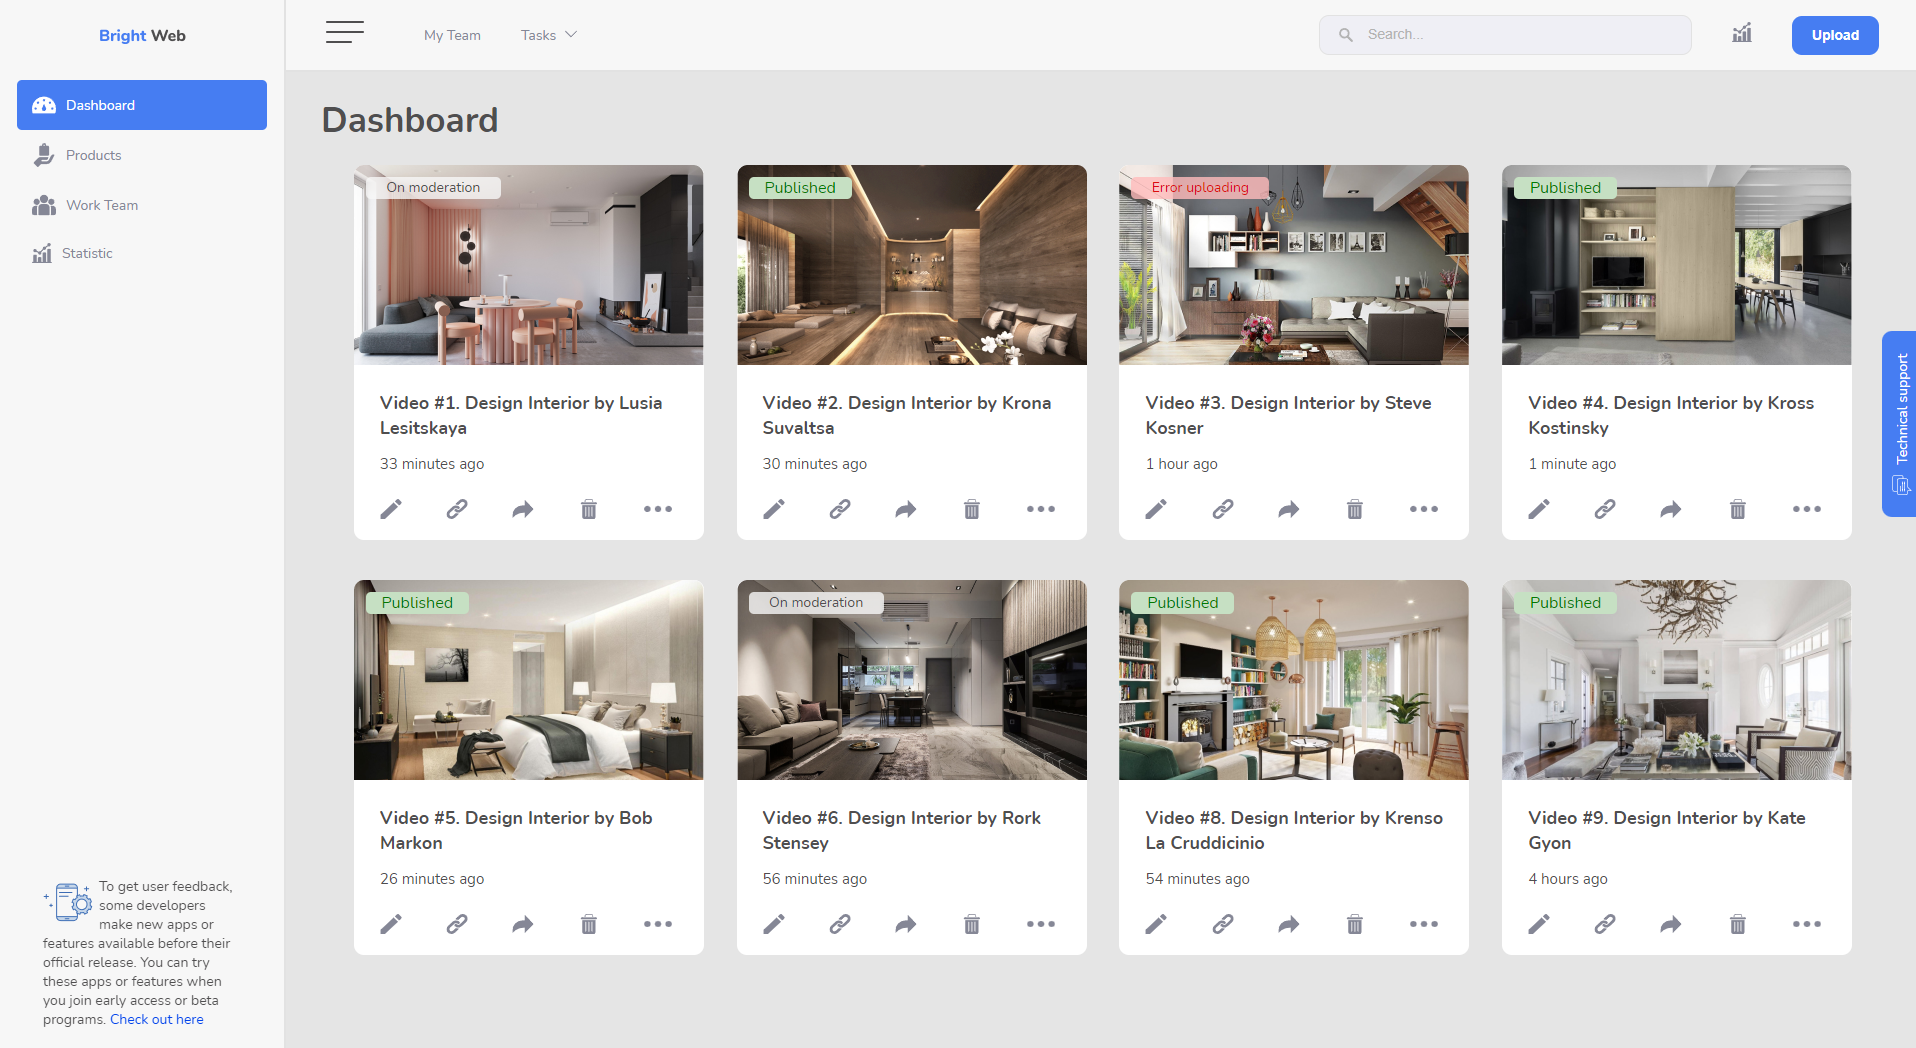 Bright Web
My Team
Tasks
Search...
Upload
Dashboard
Products
Work Team
Statistic
To get user feedback,
some developers
make new apps or
features available before their
official release. You can try
these apps or features when
you join early access or beta
programs. Check out here
Dashboard
On moderation
Video #1. Design Interior by Lusia
Lesitskaya
33 minutes ago
Published
Video #2. Design Interior by Krona
Suvaltsa
30 minutes ago
Error uploading
Video #3. Design Interior by Steve
Kosner
1 hour ago
Published
Video #4. Design Interior by Kross
Kostinsky
1 minute ago
Published
Video #5. Design Interior by Bob
Markon
26 minutes ago
On moderation
Video #6. Design Interior by Rork
Stensey
56 minutes ago
Published
Video #8. Design Interior by Krenso
La Cruddicinio
54 minutes ago
Published
Video #9. Design Interior by Kate
Gyon
4 hours ago
Technical support